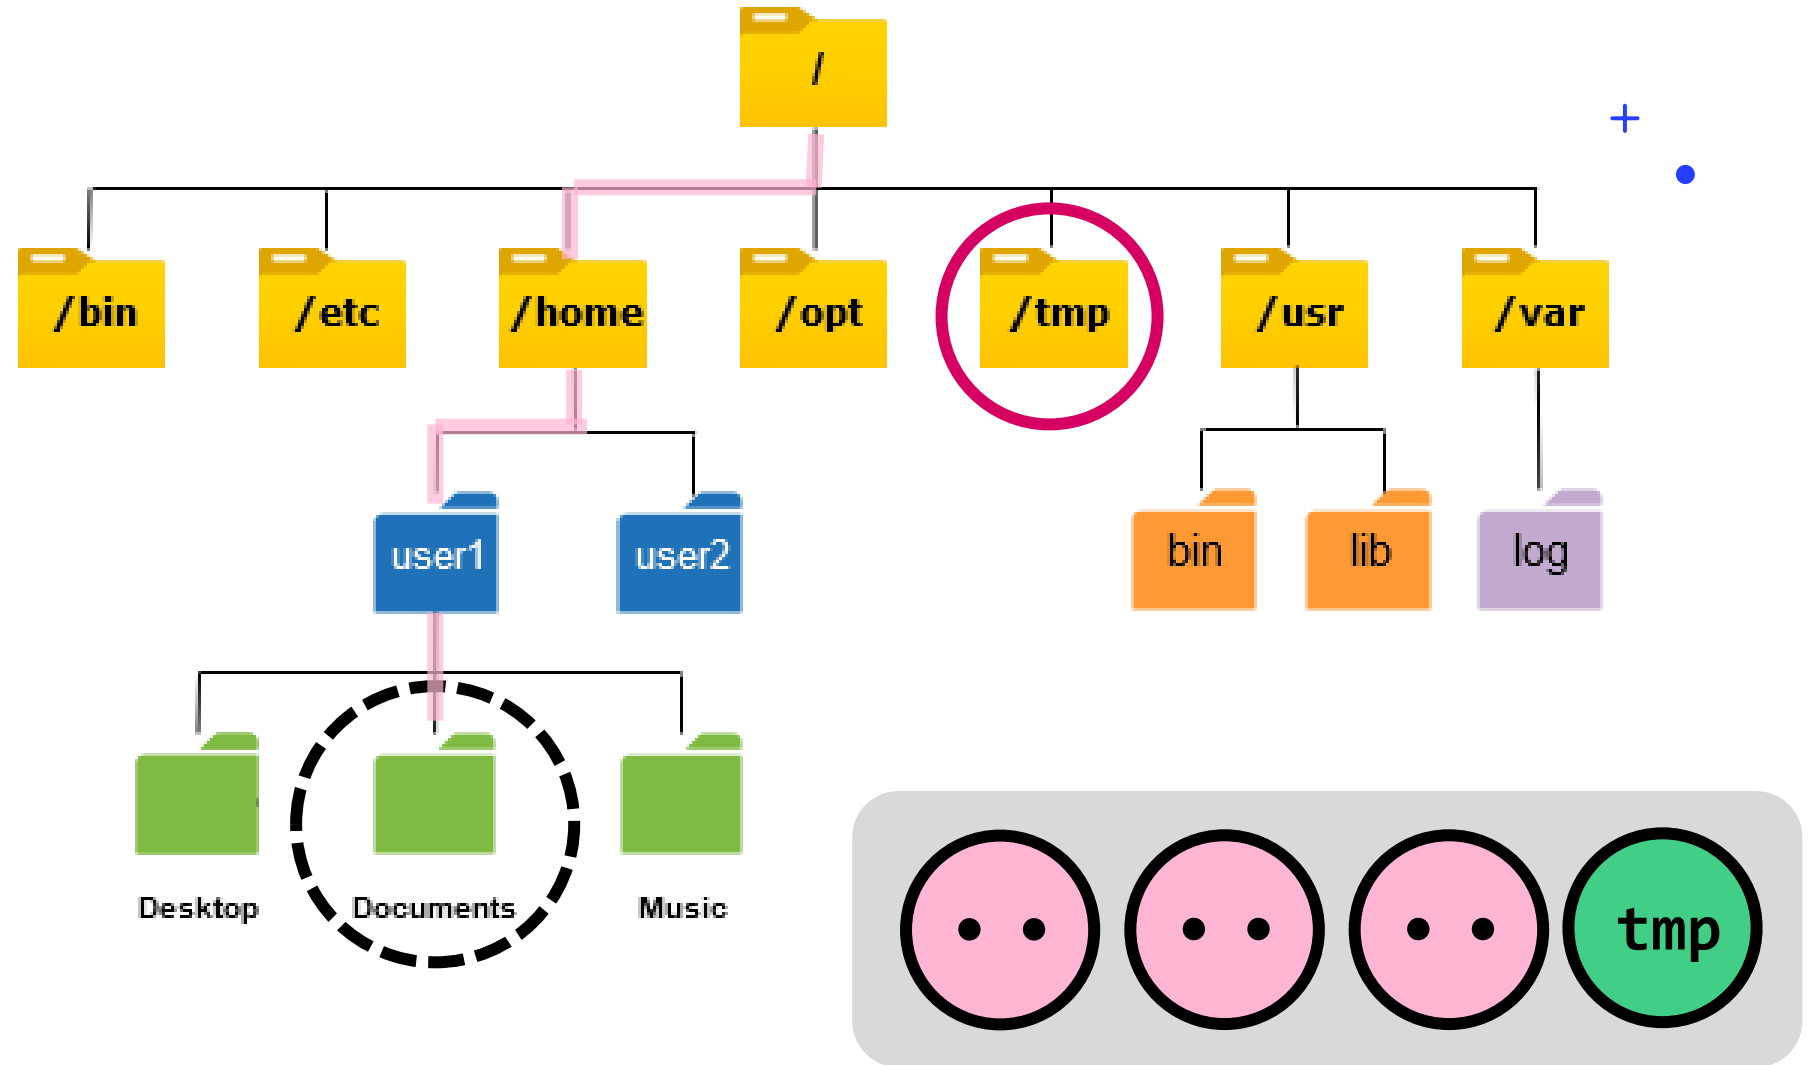 /
/bin /etc /home /opt /tmp /usr /var
user1 user2 bin lib log
Desktop Documents Music
.. .. .. tmp